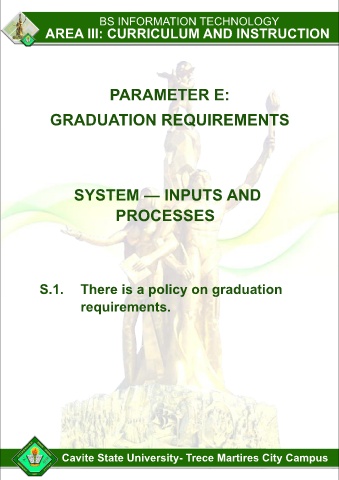 BS INFORMATION TECHNOLOGY
AREA III: CURRICULUM AND INSTRUCTION
PARAMETER E:
GRADUATION REQUIREMENTS
SYSTEM — INPUTS AND
PROCESSES
S.1. There is a policy on graduation
requirements.
Cavite State University- Trece Martires City Campus